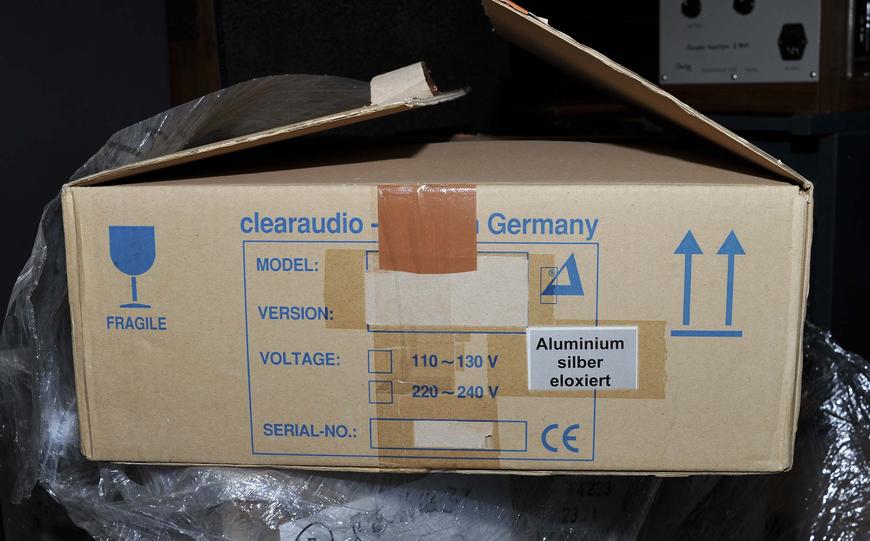 clearaudio - Germany
MODEL:
VERSION:
VOLTAGE:
110~130 V
220~240 V
SERIAL-NO.:
CE
®
FRAGILE
Aluminium
silber
eloxiert